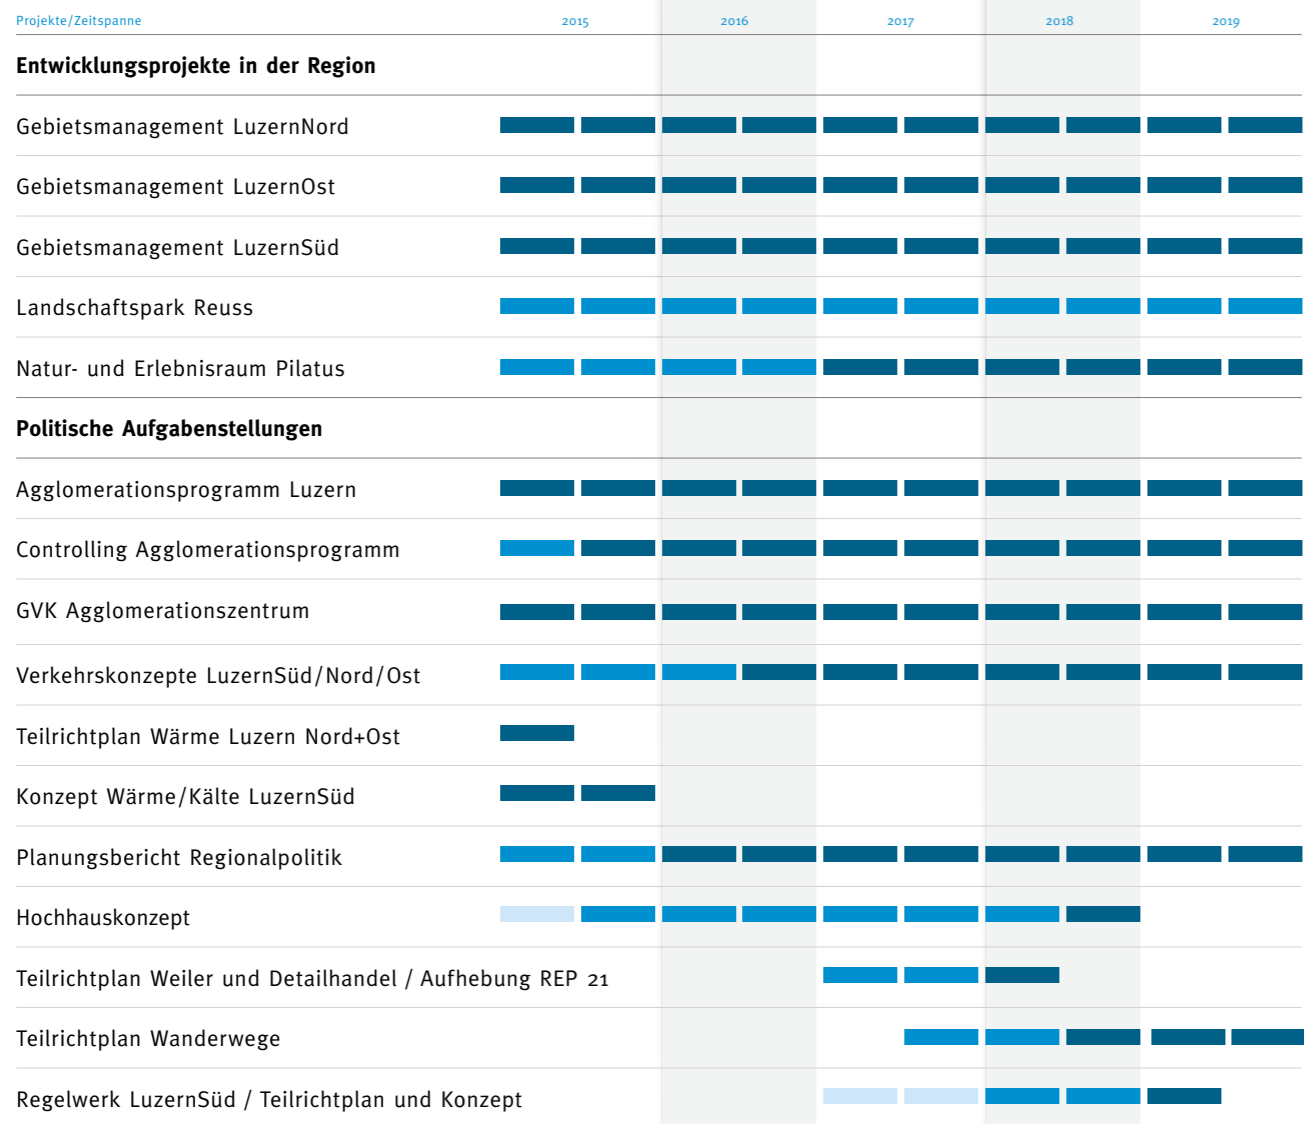 Projekte/Zeitspanne 2015 2016 2017 2018 2019
Entwicklungsprojekte in der Region
Gebietsmanagement LuzernNord
Gebietsmanagement LuzernOst
Gebietsmanagement LuzernSüd
Landschaftspark Reuss
Natur- und Erlebnisraum Pilatus
Politische Aufgabenstellungen
Agglomerationsprogramm Luzern
Controlling Agglomerationsprogramm
GVK Agglomerationszentrum
Verkehrskonzepte LuzernSüd/Nord/Ost
Teilrichtplan Wärme Luzern Nord+Ost
Konzept Wärme/Kälte LuzernSüd
Planungsbericht Regionalpolitik
Hochhauskonzept
Teilrichtplan Weiler und Detailhandel / Aufhebung REP 21
Teilrichtplan Wanderwege
Regelwerk LuzernSüd / Teilrichtplan und Konzept